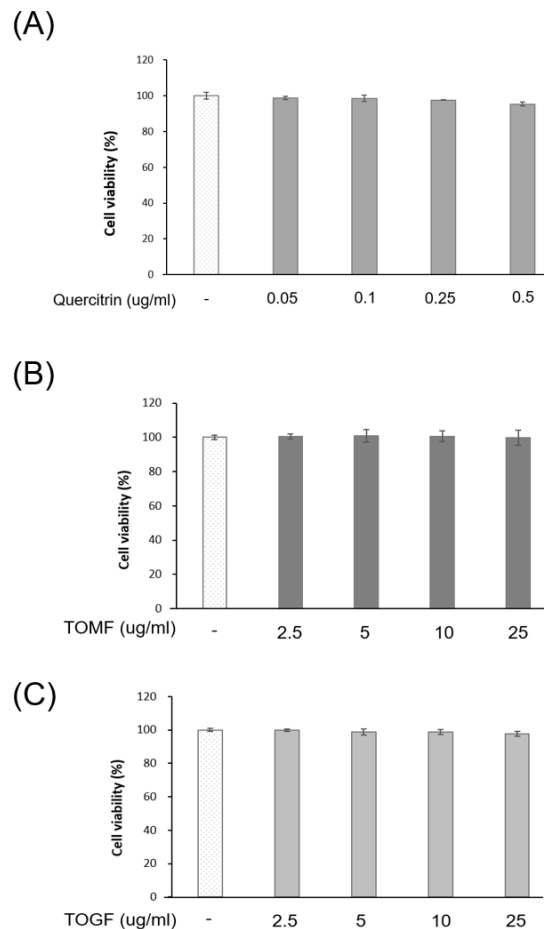 (A)
Cell viability (%)
120
100
80
60
40
20
0
Quercitrin (ug/ml) - 0.05 0.1 0.25 0.5
(B)
Cell viability (%)
120
100
80
60
40
20
0
TOMF (ug/ml) - 2.5 5 10 25
(C)
Cell viability (%)
120
100
80
60
40
20
0
TOGF (ug/ml) - 2.5 5 10 25